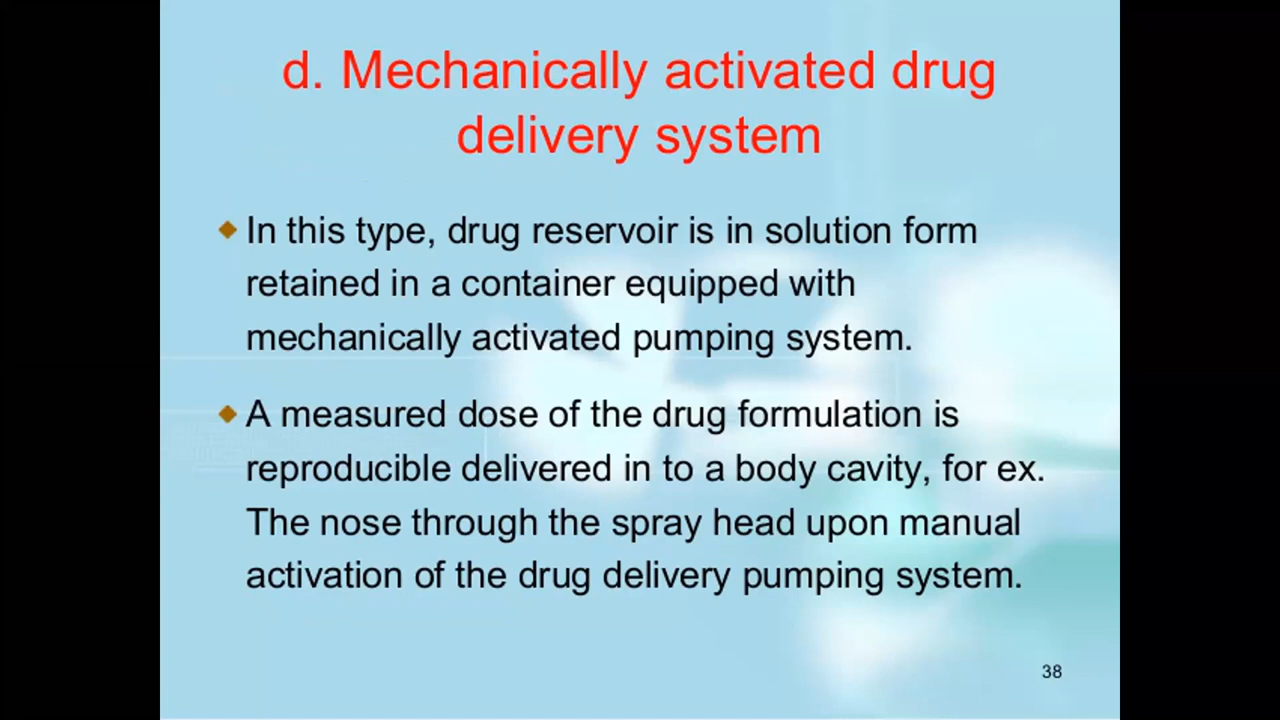 d. Mechanically activated drug
delivery system
In this type, drug reservoir is in solution form
retained in a container equipped with
mechanically activated pumping system.
A measured dose of the drug formulation is
reproducible delivered in to a body cavity, for ex.
The nose through the spray head upon manual
activation of the drug delivery pumping system.
38